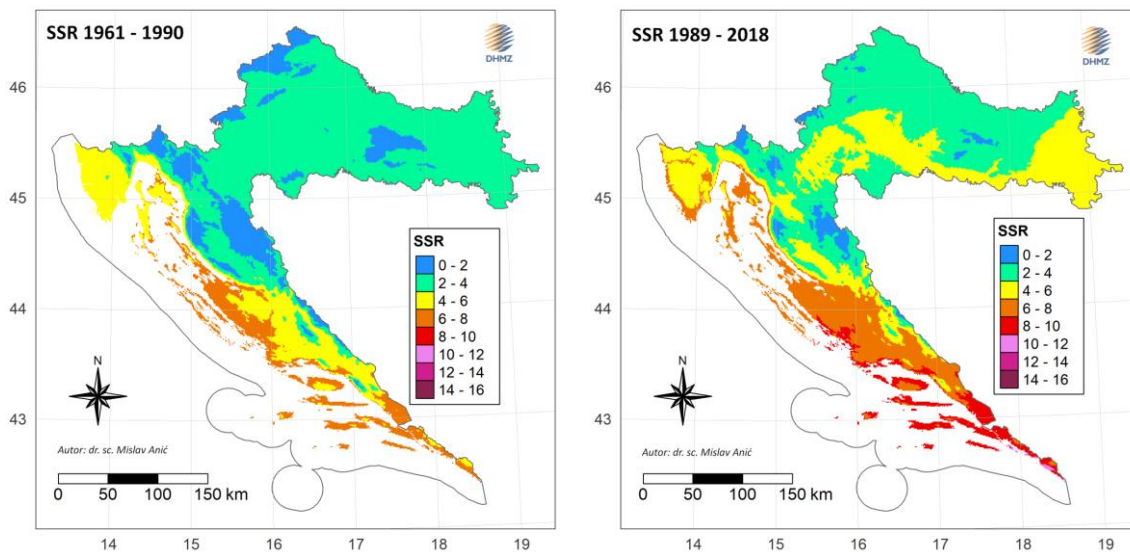 SSR 1961 - 1990
DHMZ
46
45
44
43
SSR
0 - 2
2 - 4
4 - 6
6 - 8
8 - 10
10 - 12
12 - 14
14 - 16
N
Autor: dr. sc. Mislav Anić
0 50 100 150 km
14 15 16 17 18 19
SSR 1989 - 2018
DHMZ
46
45
44
43
SSR
0 - 2
2 - 4
4 - 6
6 - 8
8 - 10
10 - 12
12 - 14
14 - 16
N
Autor: dr. sc. Mislav Anić
0 50 100 150 km
14 15 16 17 18 19